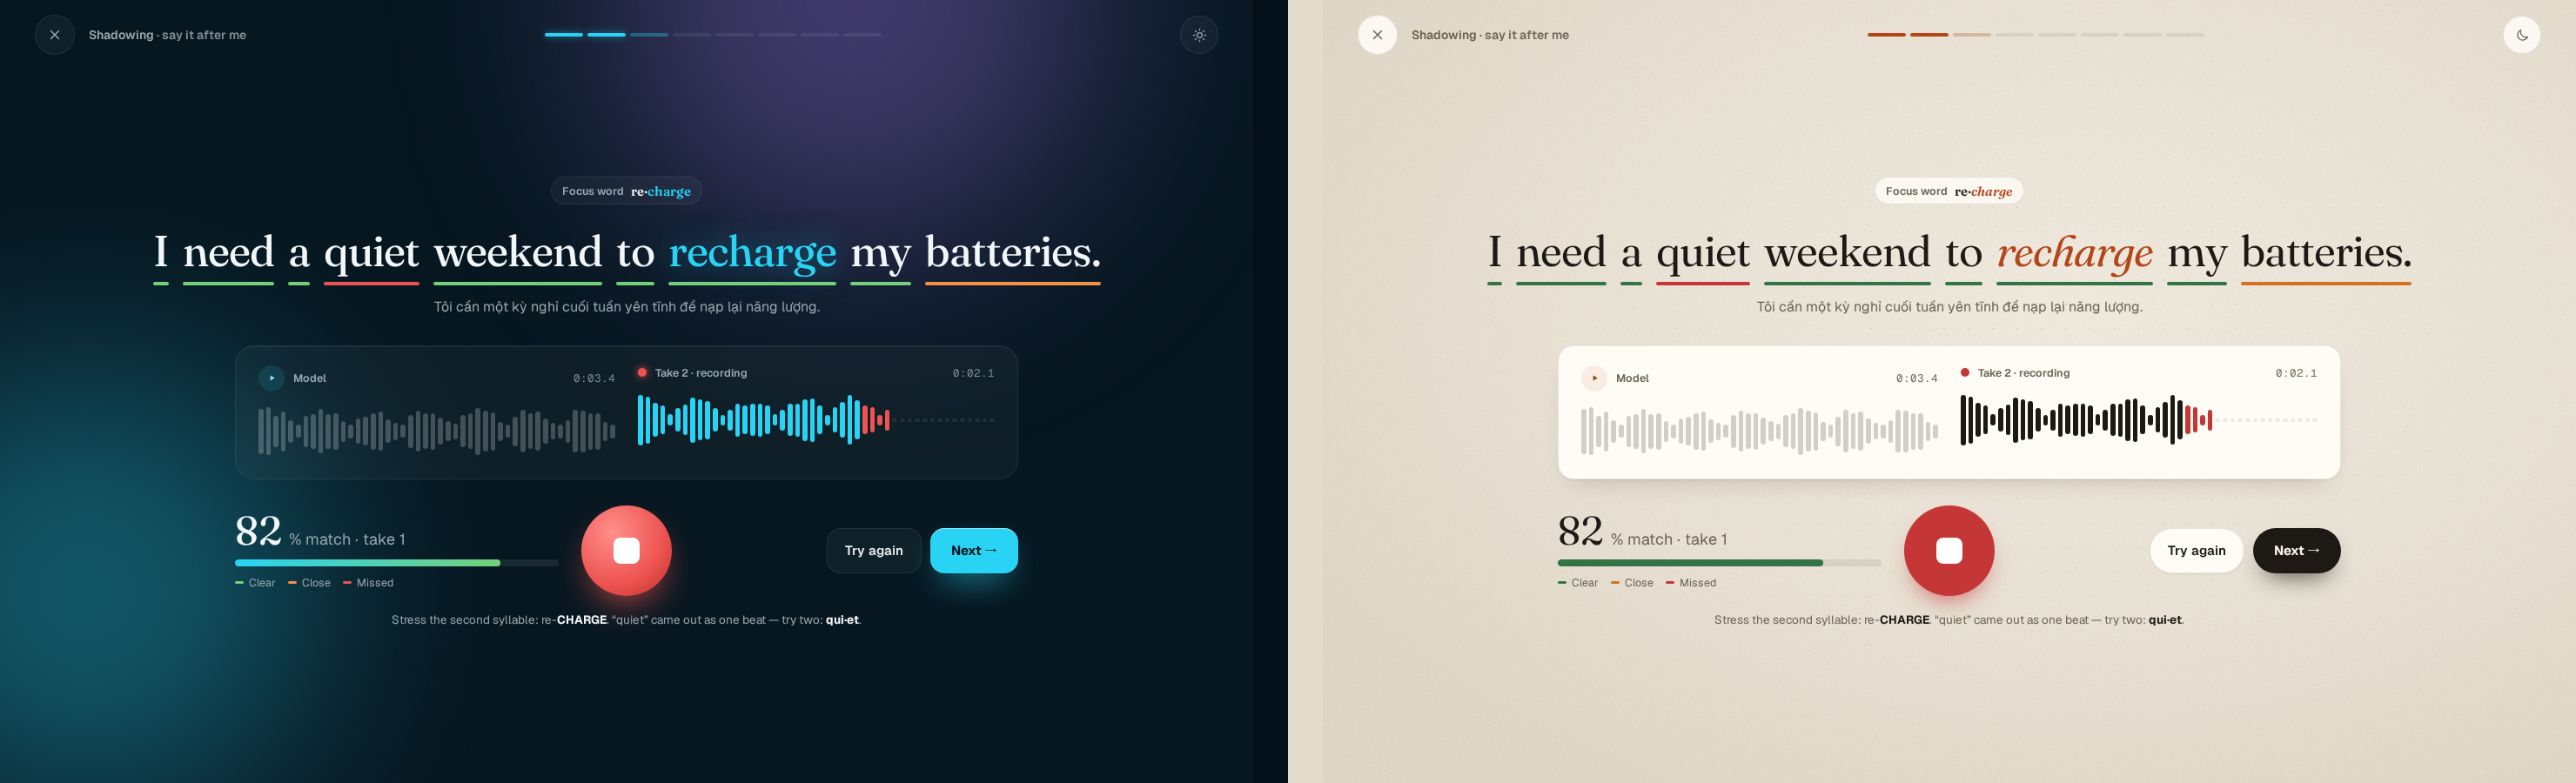 Shadowing · say it after me
Focus word re·charge
I need a quiet weekend to recharge my batteries.
Tôi cần một kỳ nghỉ cuối tuần yên tĩnh để nạp lại năng lượng.
Model 0:03.4
Take 2 · recording 0:02.1
82 % match · take 1
Clear Close Missed
Try again
Next →
Stress the second syllable: re-CHARGE. “quiet” came out as one beat — try two: qui·et.
Shadowing · say it after me
Focus word re·charge
I need a quiet weekend to recharge my batteries.
Tôi cần một kỳ nghỉ cuối tuần yên tĩnh để nạp lại năng lượng.
Model 0:03.4
Take 2 · recording 0:02.1
82 % match · take 1
Clear Close Missed
Try again
Next →
Stress the second syllable: re-CHARGE. “quiet” came out as one beat — try two: qui·et.